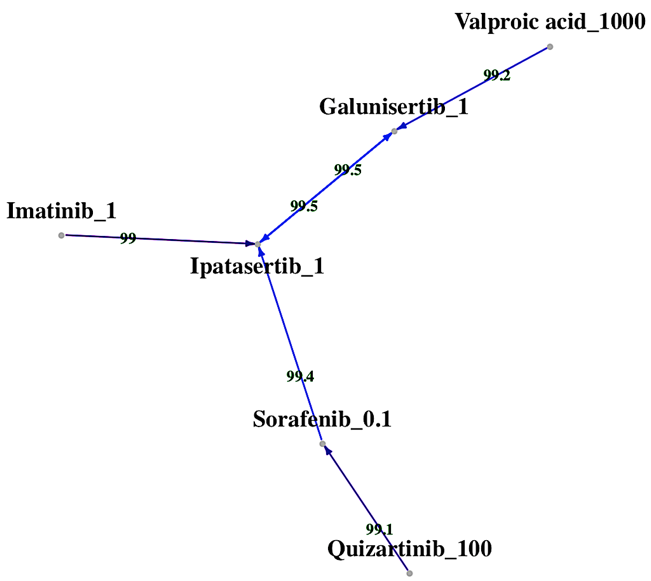 Valproic acid_1000
99.2
Galunisertib_1
99.5
99.5
Imatinib_1
99
Ipatasertib_1
99.4
Sorafenib_0.1
99.1
Quizartinib_100